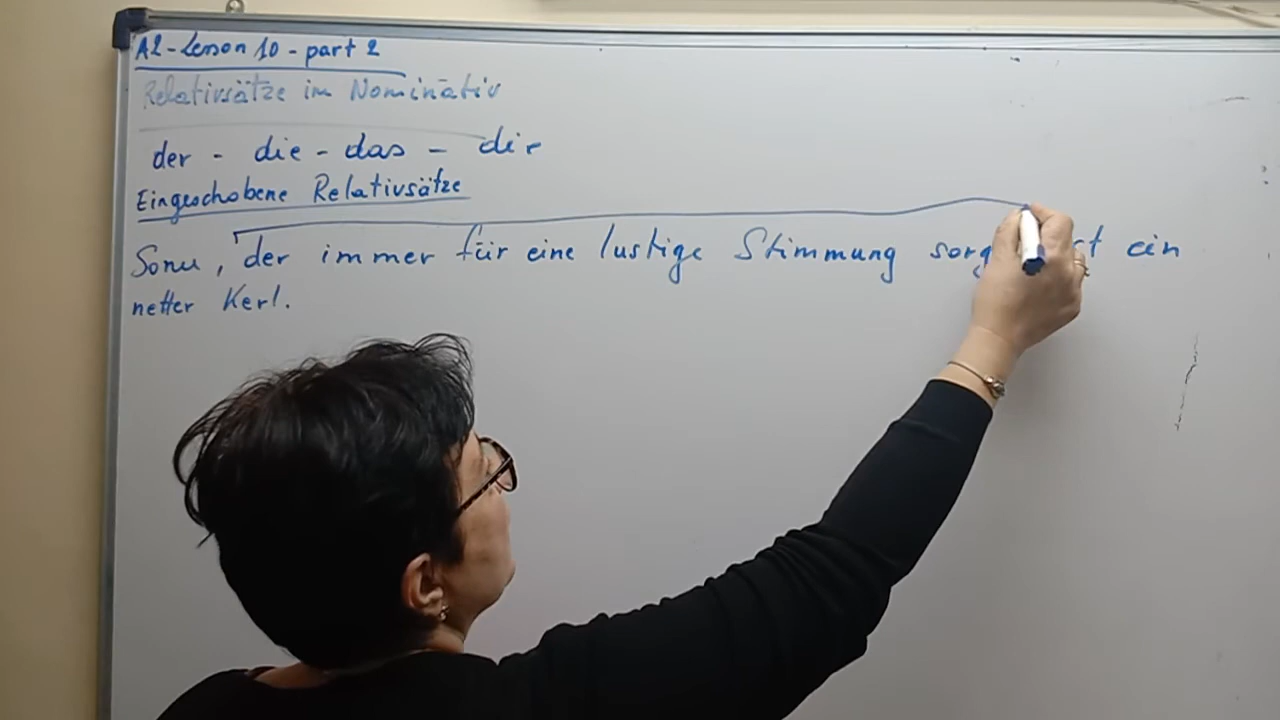 A2-Lesson 10 - part 2
Relativsätze im Nominativ
der - die - das - die
Eingeschobene Relativsätze
Sonu, der immer für eine lustige Stimmung ein
netter Kerl.